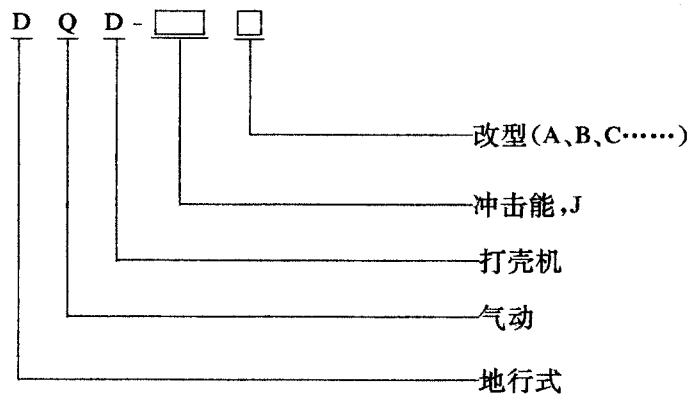 D Q D - □ □
改型(A、B、C……)
冲击能,J
打壳机
气动
地行式